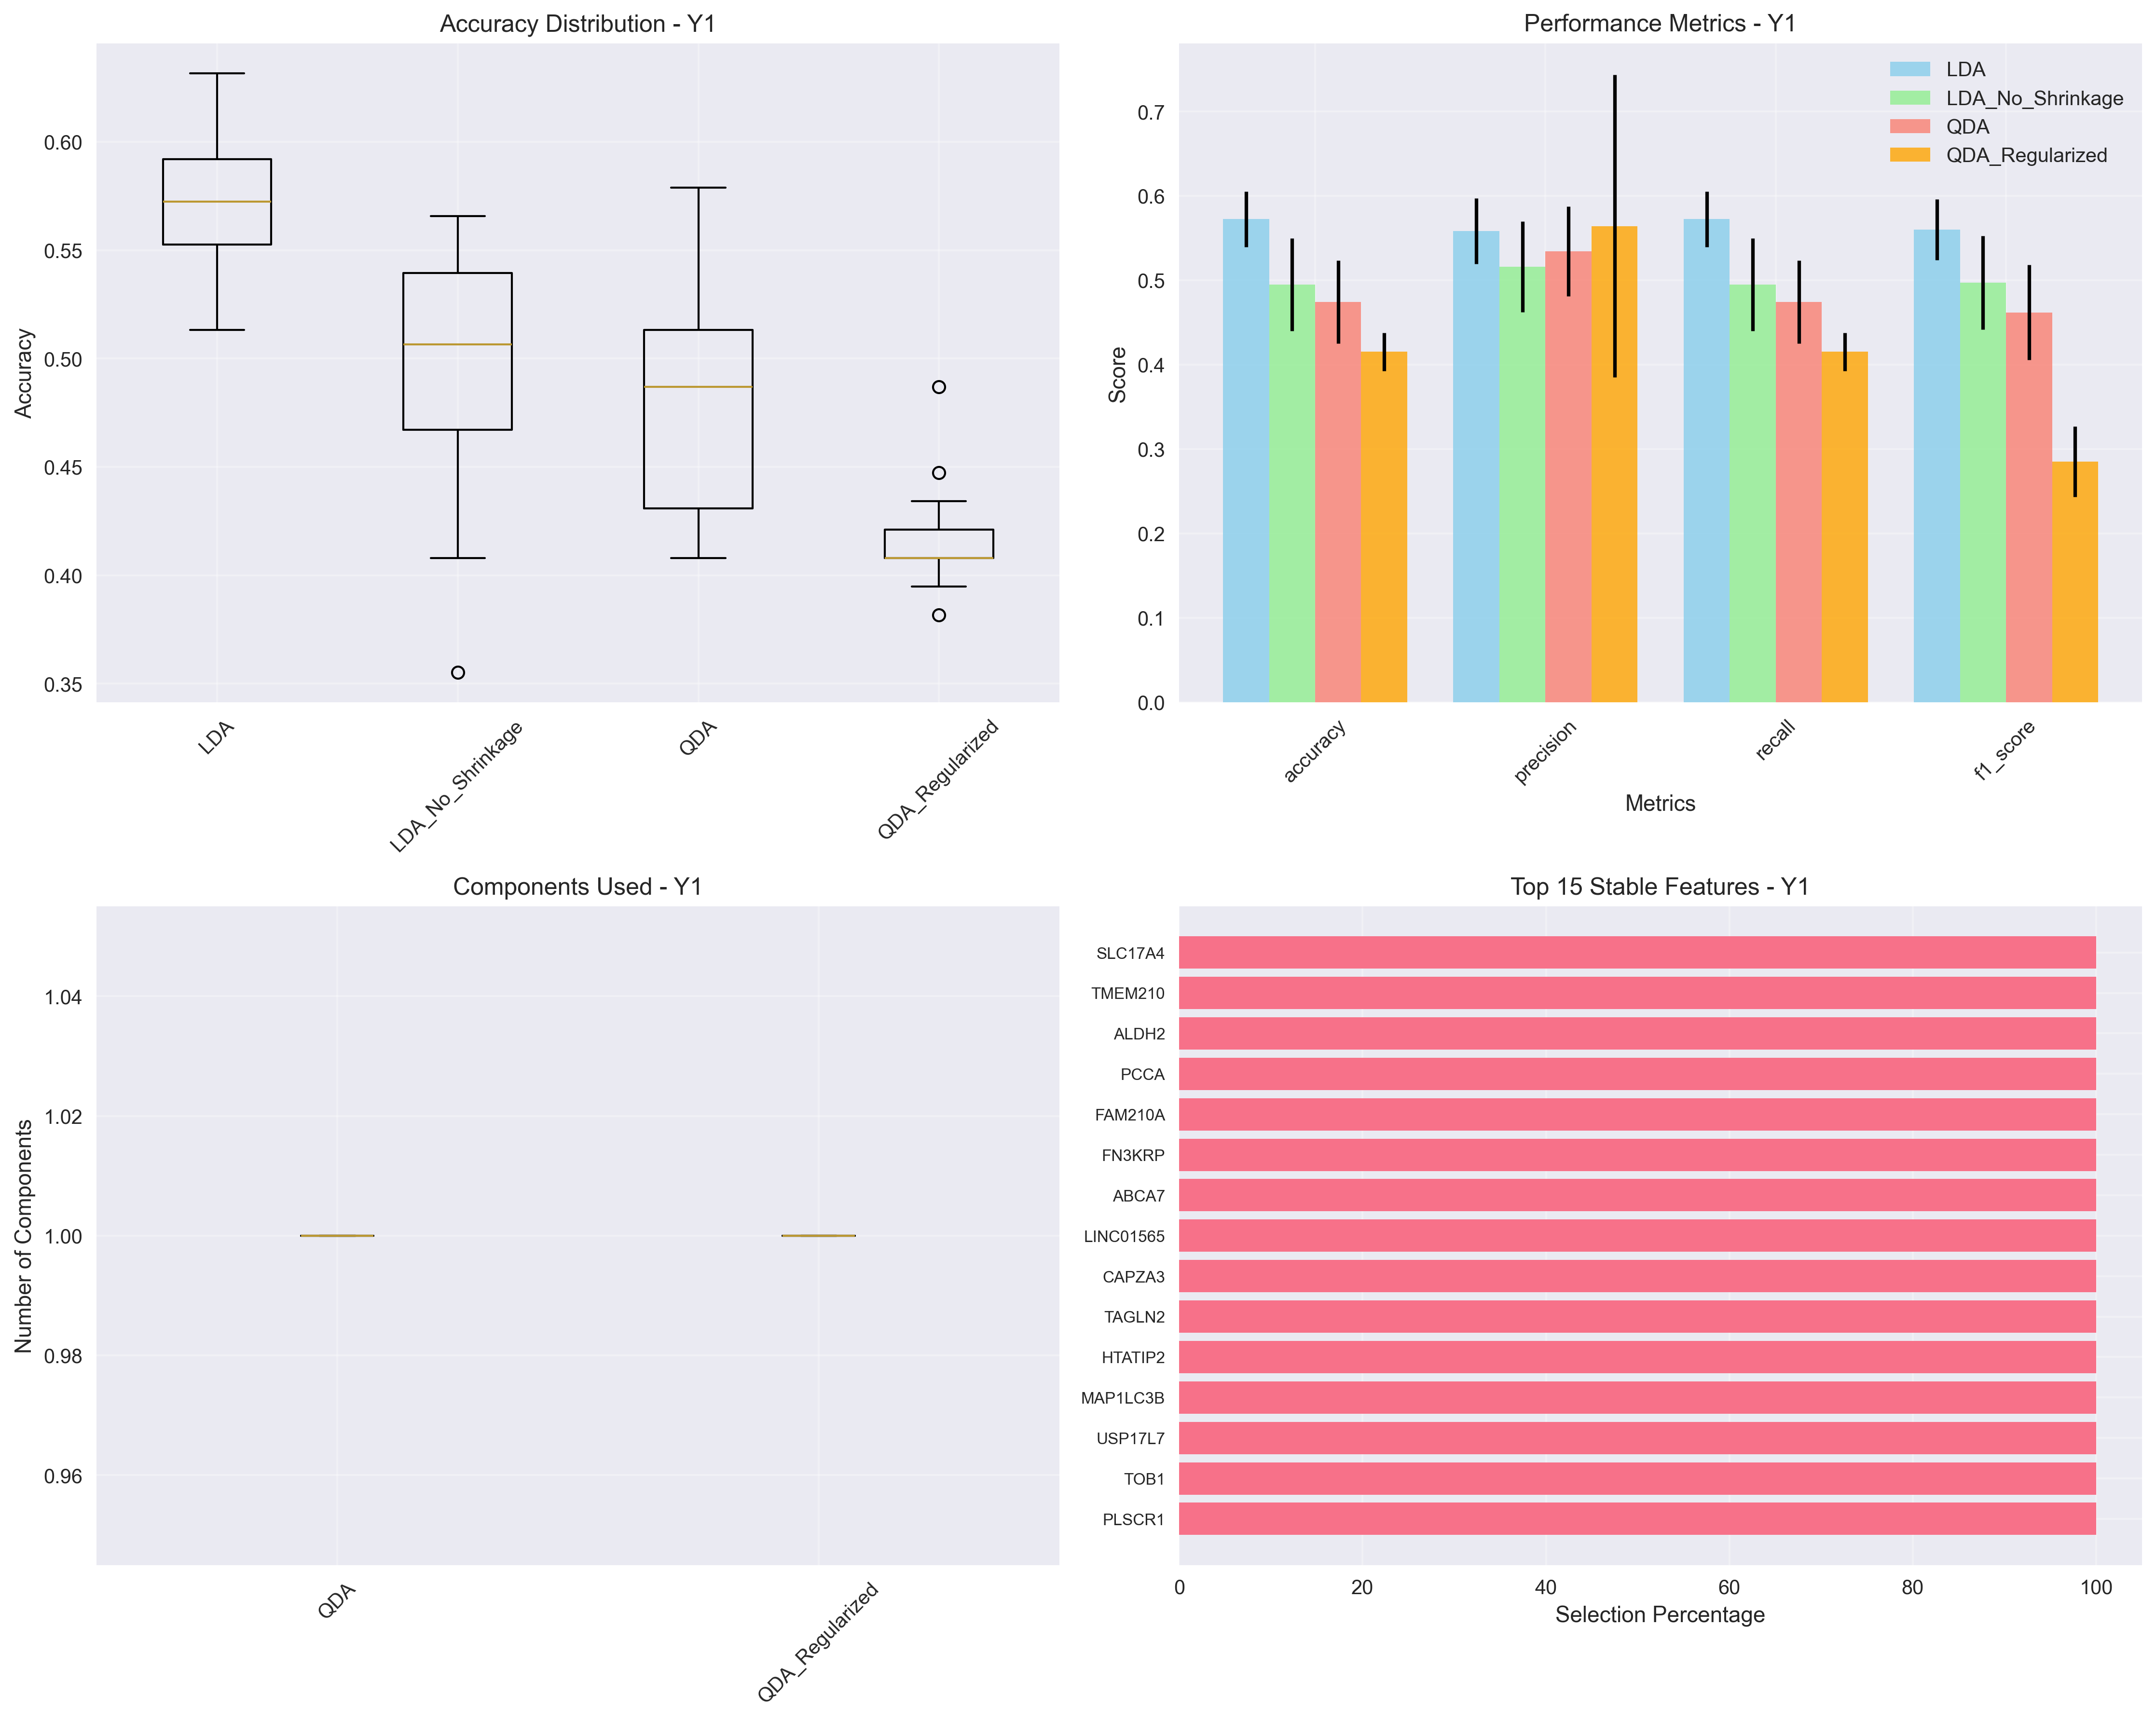 Accuracy Distribution - Y1
Accuracy
0.60
0.55
0.50
0.45
0.40
0.35
LDA
LDA_No_Shrinkage
QDA
QDA_Regularized
Performance Metrics - Y1
Score
0.7
0.6
0.5
0.4
0.3
0.2
0.1
0.0
LDA
LDA_No_Shrinkage
QDA
QDA_Regularized
accuracy
precision
recall
f1_score
Metrics
Components Used - Y1
Number of Components
1.04
1.02
1.00
0.98
0.96
QDA
QDA_Regularized
Top 15 Stable Features - Y1
SLC17A4
TMEM210
ALDH2
PCCA
FAM210A
FN3KRP
ABCA7
LINC01565
CAPZA3
TAGLN2
HTATIP2
MAP1LC3B
USP17L7
TOB1
PLSCR1
0
20
40
60
80
100
Selection Percentage